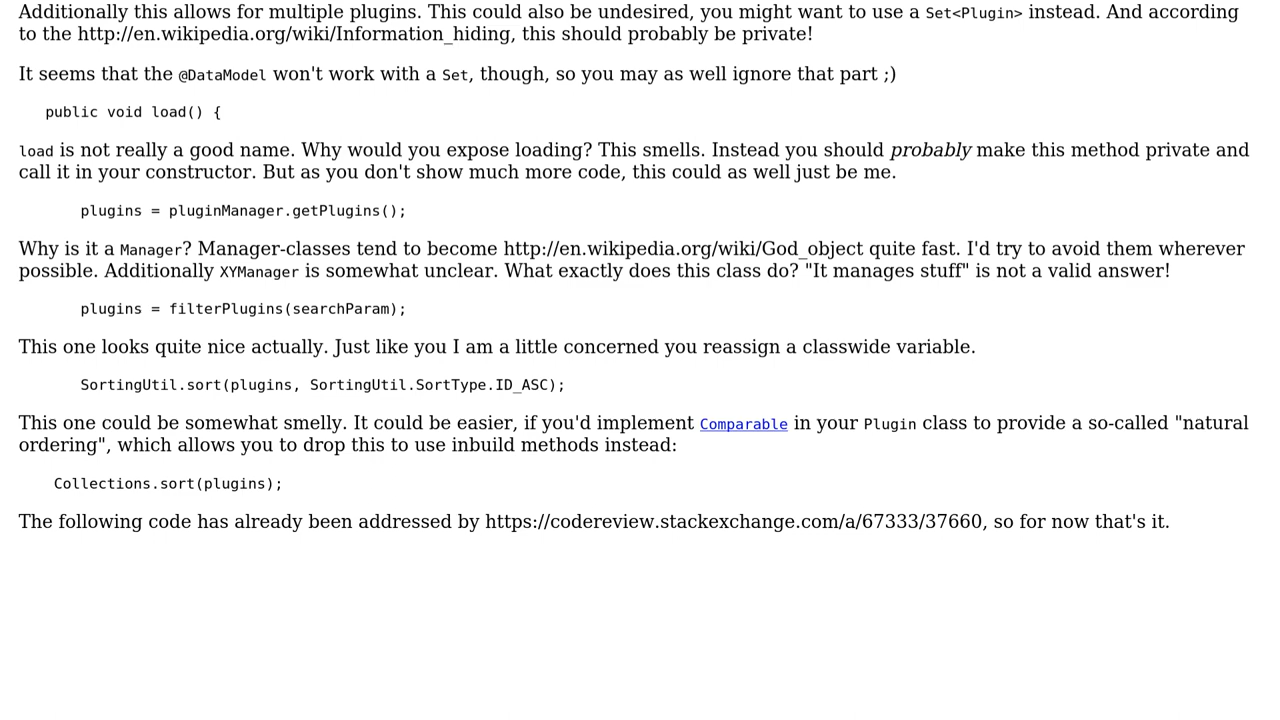 Additionally this allows for multiple plugins. This could also be undesired, you might want to use a Set<Plugin> instead. And according
to the http://en.wikipedia.org/wiki/Information_hiding, this should probably be private!
It seems that the @DataModel won't work with a Set, though, so you may as well ignore that part ;)
public void load() {
load is not really a good name. Why would you expose loading? This smells. Instead you should probably make this method private and
call it in your constructor. But as you don't show much more code, this could as well just be me.
plugins = pluginManager.getPlugins();
Why is it a Manager? Manager-classes tend to become http://en.wikipedia.org/wiki/God_object quite fast. I'd try to avoid them wherever
possible. Additionally XYManager is somewhat unclear. What exactly does this class do? "It manages stuff" is not a valid answer!
plugins = filterPlugins(searchParam);
This one looks quite nice actually. Just like you I am a little concerned you reassign a classwide variable.
SortingUtil.sort(plugins, SortingUtil.SortType.ID_ASC);
This one could be somewhat smelly. It could be easier, if you'd implement Comparable in your Plugin class to provide a so-called "natural
ordering", which allows you to drop this to use inbuild methods instead:
Collections.sort(plugins);
The following code has already been addressed by https://codereview.stackexchange.com/a/67333/37660, so for now that's it.